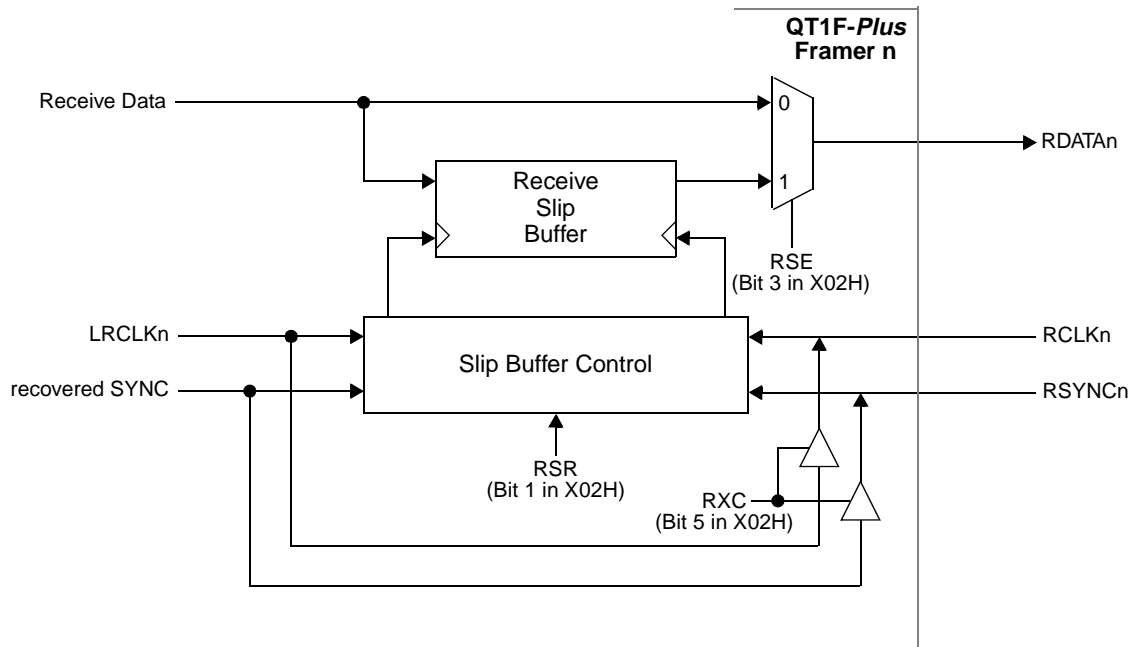 QT1F-Plus
Framer n
Receive Data
0
RDATAn
1
Receive
Slip
Buffer
RSE
(Bit 3 in X02H)
LRCLKn
RCLKn
Slip Buffer Control
recovered SYNC
RSYNCn
RSR
(Bit 1 in X02H)
RXC
(Bit 5 in X02H)